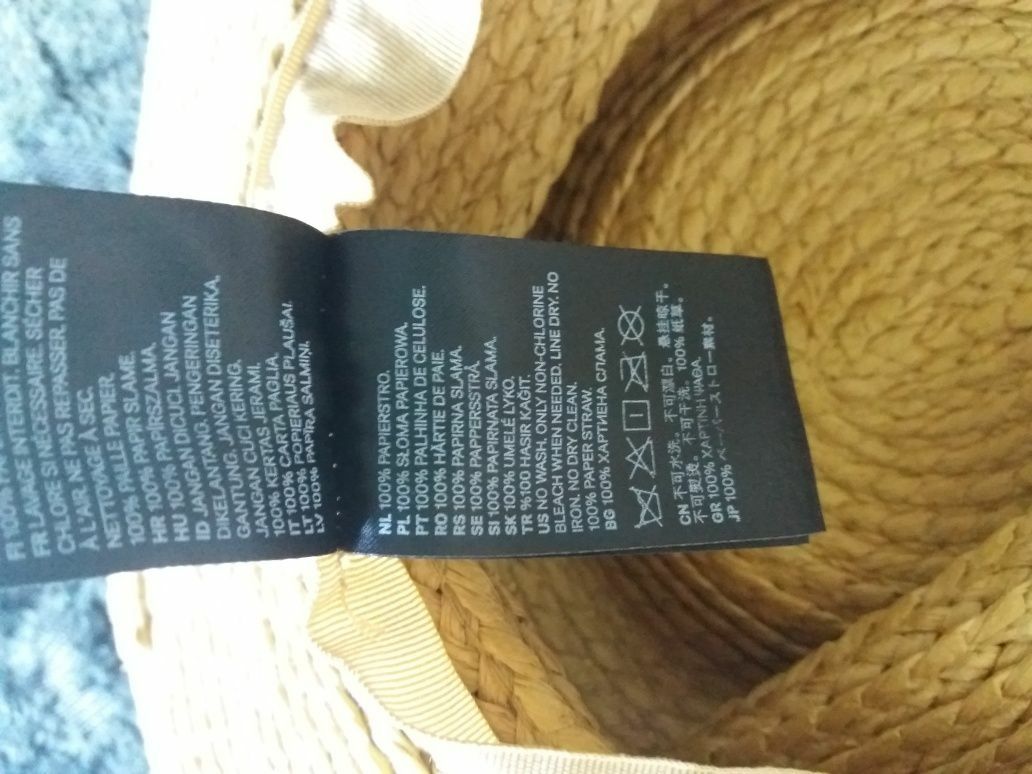 FR LAVAGE INTERDIT. BLANCHIR SANS
CHLORE SI NÉCESSAIRE. SÉCHER
À L'AIR. NE PAS REPASSER. PAS DE
NETTOYAGE À SEC.
100% PAILLE PAPIER.
HR 100% PAPIR SLAME.
HU 100% PAPIRSZALMA.
ID JANGAN DICUCI. JANGAN
DIKELANTANG. PENGERINGAN
GANTUNG. JANGAN DISETERIKA.
JANGAN CUCI KERING.
100% KERTAS JERAMI.
IT 100% CARTA PAGLIA.
LT 100% POPIERIAUS PLAUŠAI.
LV 100% PAPĪRA SALMIŅI.
NL 100% PAPIERSTRO.
PL 100% SŁOMA PAPIEROWA.
PT 100% PALHINHA DE CELULOSE.
RO 100% HÂRTIE DE PAIE.
RS 100% PAPIRNA SLAMA.
SE 100% PAPPERSSTRÅ.
SI 100% PAPIRNATA SLAMA.
SK 100% UMELÉ LYKO.
TR %100 HASIR KAĞIT.
US NO WASH. ONLY NON-CHLORINE
BLEACH WHEN NEEDED. LINE DRY. NO
IRON. NO DRY CLEAN.
100% PAPER STRAW.
BG 100% ХАРТИЕНА СЛАМА.
CN 不可水洗。不可漂白。悬挂晾干。
不可熨烫。不可干洗。100% 纸草。
GR 100% ΧΑΡΤΙΝΗ ΨΑΘΑ.
JP 100% ペーパーストロー素材。